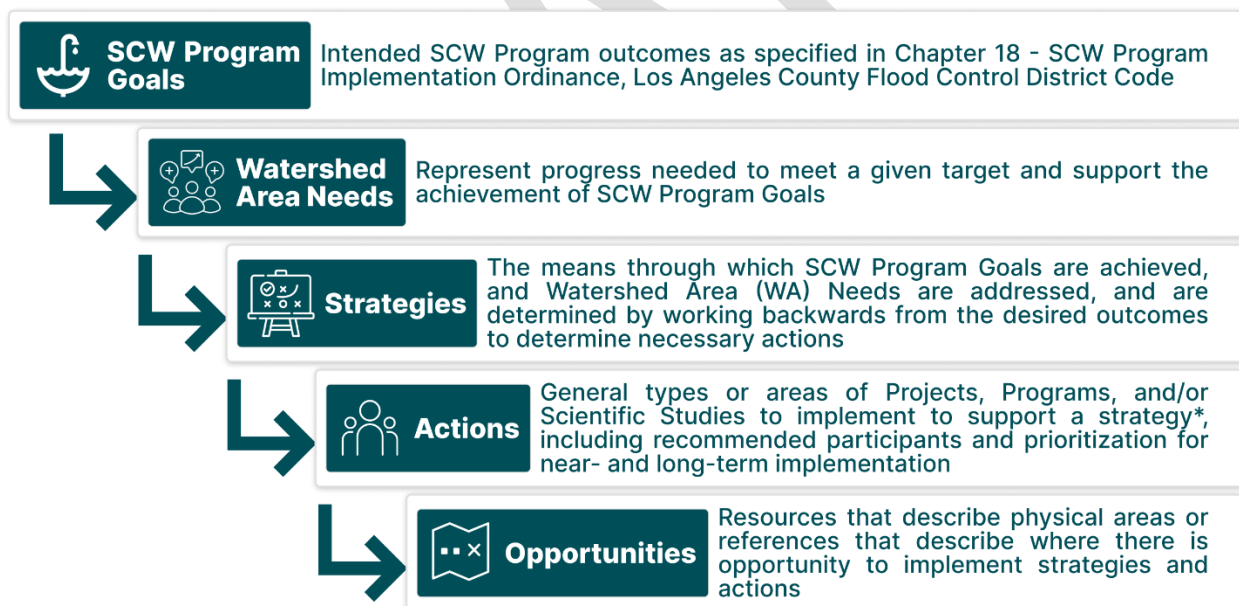 SCW Program
Goals
Intended SCW Program outcomes as specified in Chapter 18 - SCW Program
Implementation Ordinance, Los Angeles County Flood Control District Code
Watershed
Area Needs
Represent progress needed to meet a given target and support the
achievement of SCW Program Goals
Strategies
The means through which SCW Program Goals are achieved,
and Watershed Area (WA) Needs are addressed, and are
determined by working backwards from the desired outcomes
to determine necessary actions
Actions
General types or areas of Projects, Programs, and/or
Scientific Studies to implement to support a strategy*,
including recommended participants and prioritization for
near- and long-term implementation
Opportunities
Resources that describe physical areas or
references that describe where there is
opportunity to implement strategies and
actions